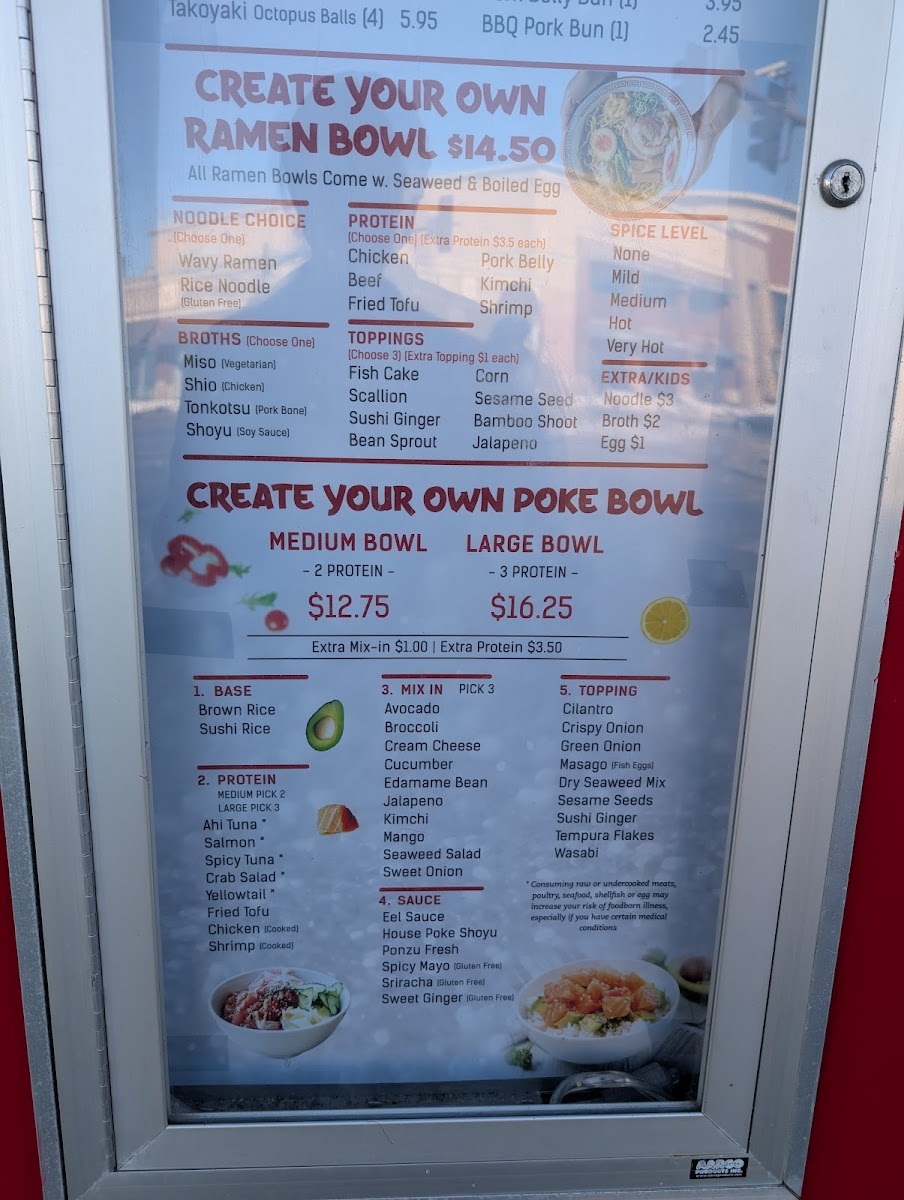 Takoyaki Octopus Balls (4) 5.95
Belly Bun (1) 3.95
BBQ Pork Bun (1) 2.45
CREATE YOUR OWN
RAMEN BOWL $14.50
All Ramen Bowls Come w. Seaweed & Boiled Egg
NOODLE CHOICE
(Choose One)
Wavy Ramen
Rice Noodle
(Gluten Free)
BROTHS (Choose One)
Miso (Vegetarian)
Shio (Chicken)
Tonkotsu (Pork Bone)
Shoyu (Soy Sauce)
PROTEIN
(Choose One) (Extra Protein $3.5 each)
Chicken
Beef
Fried Tofu
Pork Belly
Kimchi
Shrimp
TOPPINGS
(Choose 3) (Extra Topping $1 each)
Fish Cake
Scallion
Sushi Ginger
Bean Sprout
Corn
Sesame Seed
Bamboo Shoot
Jalapeno
SPICE LEVEL
None
Mild
Medium
Hot
Very Hot
EXTRA/KIDS
Noodle $3
Broth $2
Egg $1
CREATE YOUR OWN POKE BOWL
MEDIUM BOWL
- 2 PROTEIN -
$12.75
LARGE BOWL
- 3 PROTEIN -
$16.25
Extra Mix-in $1.00 | Extra Protein $3.50
1. BASE
Brown Rice
Sushi Rice
2. PROTEIN
MEDIUM PICK 2
LARGE PICK 3
Ahi Tuna *
Salmon *
Spicy Tuna *
Crab Salad *
Yellowtail *
Fried Tofu
Chicken (Cooked)
Shrimp (Cooked)
3. MIX IN PICK 3
Avocado
Broccoli
Cream Cheese
Cucumber
Edamame Bean
Jalapeno
Kimchi
Mango
Seaweed Salad
Sweet Onion
4. SAUCE
Eel Sauce
House Poke Shoyu
Ponzu Fresh
Spicy Mayo (Gluten Free)
Sriracha (Gluten Free)
Sweet Ginger (Gluten Free)
5. TOPPING
Cilantro
Crispy Onion
Green Onion
Masago (Fish Eggs)
Dry Seaweed Mix
Sesame Seeds
Sushi Ginger
Tempura Flakes
Wasabi
* Consuming raw or undercooked meats,
poultry, seafood, shellfish or egg may
increase your risk of foodborn illness,
especially if you have certain medical
conditions
AARCO
PRODUCTS INC.